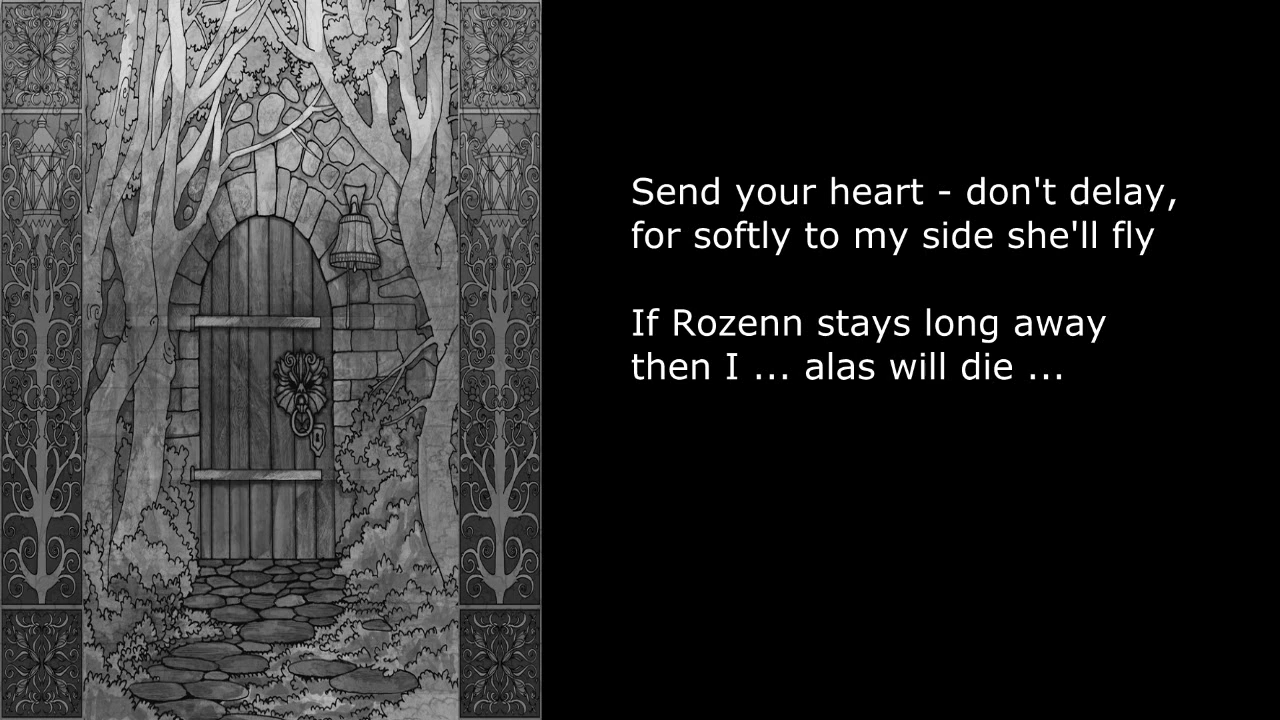 Send your heart - don't delay,
for softly to my side she'll fly
If Rozenn stays long away
then I ... alas will die ...